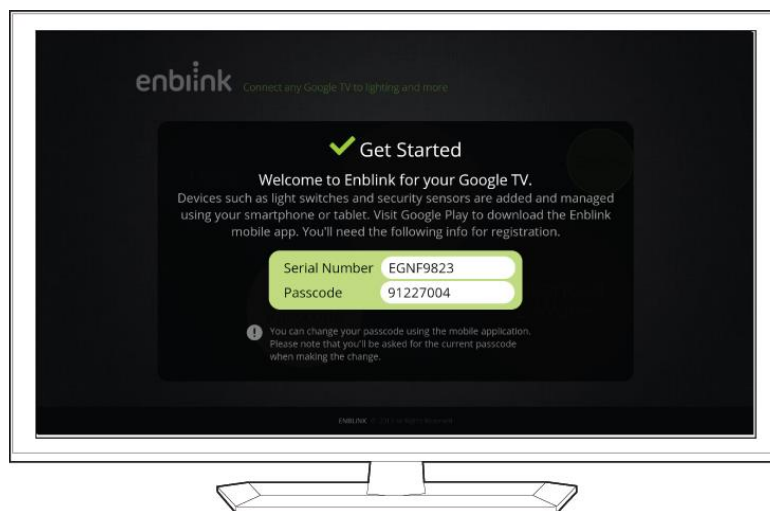 enblink Connect any Google TV to lighting and more
Get Started
Welcome to Enblink for your Google TV.
Devices such as light switches and security sensors are added and managed
using your smartphone or tablet. Visit Google Play to download the Enblink
mobile app. You'll need the following info for registration.
Serial Number EGNF9823
Passcode 91227004
You can change your passcode using the mobile application.
Please note that you'll be asked for the current passcode
when making the change.
ENBLINK